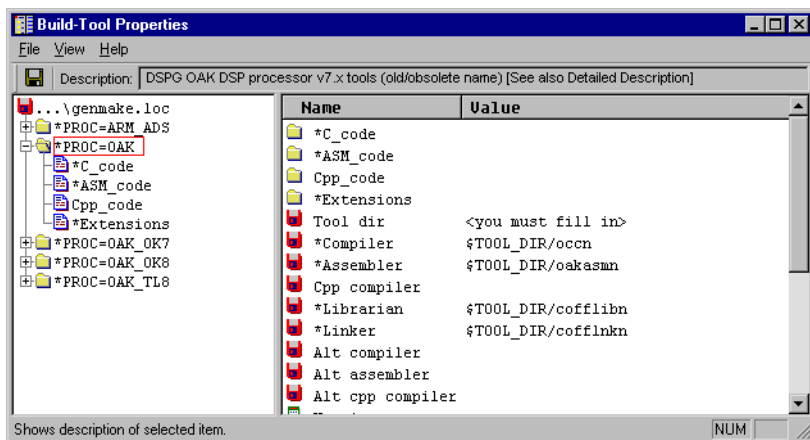 Build-Tool Properties
File View Help
Description: DSPG OAK DSP processor v7.x tools (old/obsolete name) [See also Detailed Description]
...\genmake.loc
*PROC=ARM_ADS
*PROC=OAK
*C_code
*ASM_code
Cpp_code
*Extensions
*PROC=OAK_OK7
*PROC=OAK_OK8
*PROC=OAK_TL8
Name Value
*C_code
*ASM_code
Cpp_code
*Extensions
Tool dir <you must fill in>
*Compiler $TOOL_DIR/occn
*Assembler $TOOL_DIR/oakasmn
Cpp compiler
*Librarian $TOOL_DIR/cofflibn
*Linker $TOOL_DIR/cofflnkn
Alt compiler
Alt assembler
Alt cpp compiler
Shows description of selected item. NUM